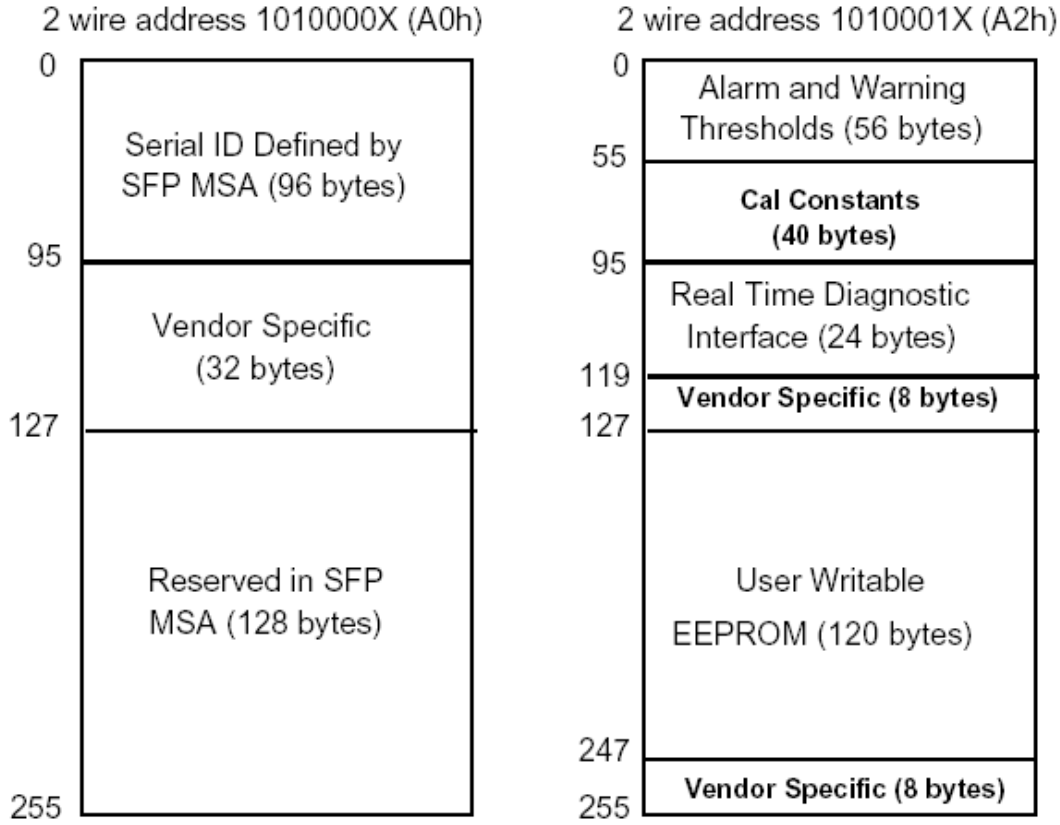 2 wire address 1010000X (A0h)
0
Serial ID Defined by
SFP MSA (96 bytes)
95
Vendor Specific
(32 bytes)
127
Reserved in SFP
MSA (128 bytes)
255
2 wire address 1010001X (A2h)
0
Alarm and Warning
Thresholds (56 bytes)
55
Cal Constants
(40 bytes)
95
Real Time Diagnostic
Interface (24 bytes)
119
Vendor Specific (8 bytes)
127
User Writable
EEPROM (120 bytes)
247
Vendor Specific (8 bytes)
255